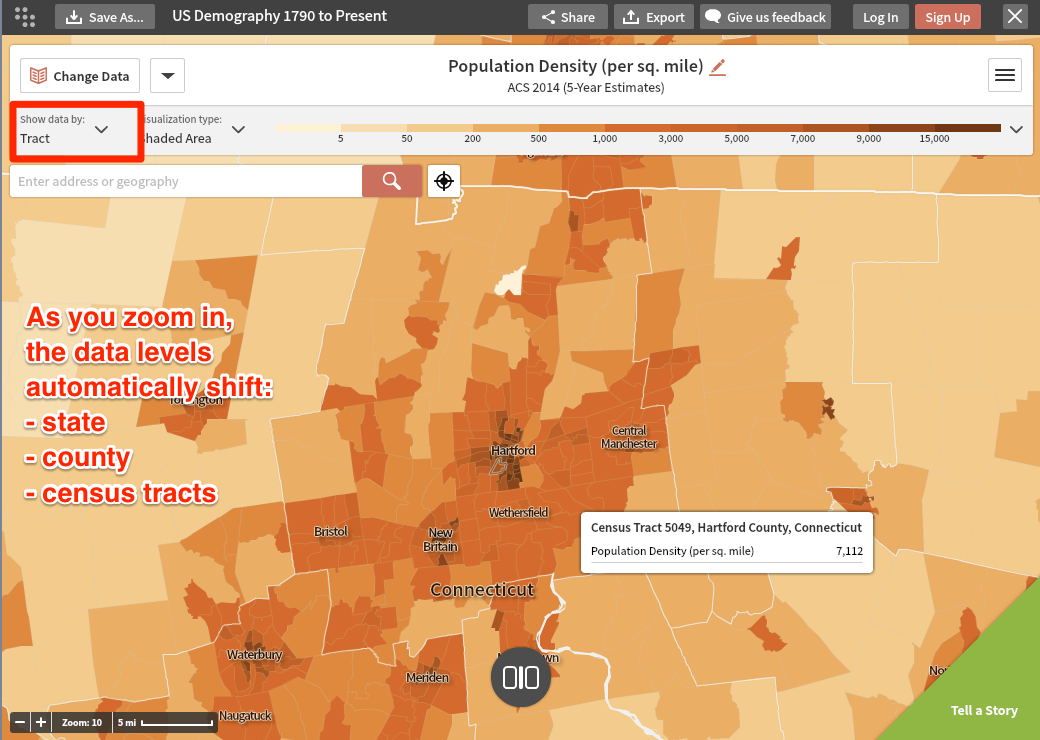 Save As...
US Demography 1790 to Present
Share
Export
Give us feedback
Log In
Sign Up
Change Data
Population Density (per sq. mile)
ACS 2014 (5-Year Estimates)
Show data by:
Tract
isualization type:
haded Area
5 50 200 500 1,000 3,000 5,000 7,000 9,000 15,000
Enter address or geography
As you zoom in,
the data levels
automatically shift:
- state
- county
- census tracts
Torrington
Hartford
Central
Manchester
Wethersfield
Bristol
New
Britain
Census Tract 5049, Hartford County, Connecticut
Population Density (per sq. mile) 7,112
Connecticut
Waterbury
Meriden
Naugatuck
Zoom: 10
5 mi
Tell a Story